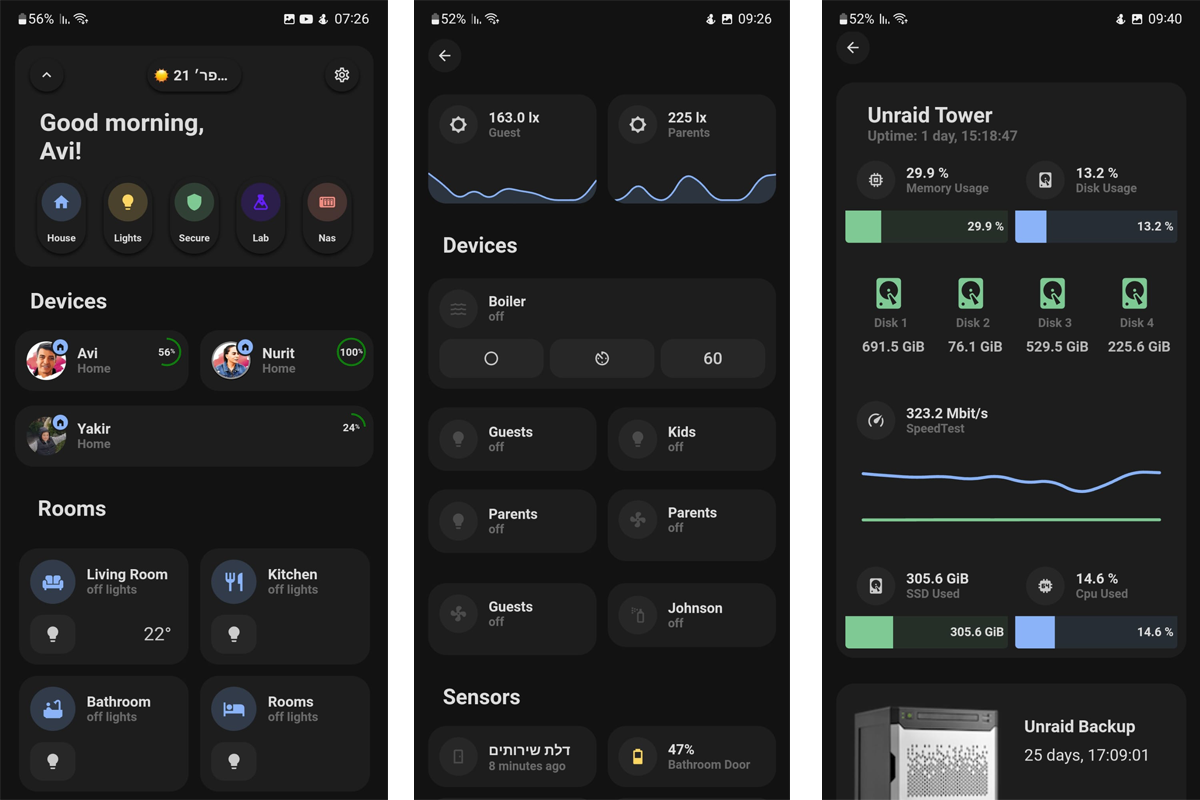 56%
07:26
21 פר׳...
Good morning,
Avi!
House
Lights
Secure
Lab
Nas
Devices
Avi
Home
56%
Nurit
Home
100%
Yakir
Home
24%
Rooms
Living Room
off lights
22°
Kitchen
off lights
Bathroom
off lights
Rooms
off lights
52%
09:26
163.0 lx
Guest
225 lx
Parents
Devices
Boiler
off
60
Guests
off
Kids
off
Parents
off
Parents
off
Guests
off
Johnson
off
Sensors
דלת שירותים
8 minutes ago
47%
Bathroom Door
52%
09:40
Unraid Tower
Uptime: 1 day, 15:18:47
29.9 %
Memory Usage
13.2 %
Disk Usage
29.9 %
13.2 %
Disk 1
Disk 2
Disk 3
Disk 4
691.5 GiB
76.1 GiB
529.5 GiB
225.6 GiB
323.2 Mbit/s
SpeedTest
305.6 GiB
SSD Used
14.6 %
Cpu Used
305.6 GiB
14.6 %
Unraid Backup
25 days, 17:09:01